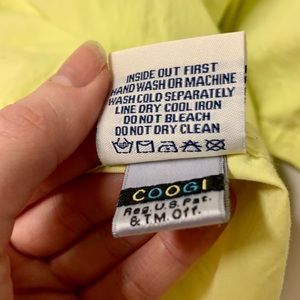 INSIDE OUT FIRST
HAND WASH OR MACHINE
WASH COLD SEPARATELY
LINE DRY COOL IRON
DO NOT BLEACH
DO NOT DRY CLEAN
COOGI
Reg. U.S. Pat.
& T.M. Off.